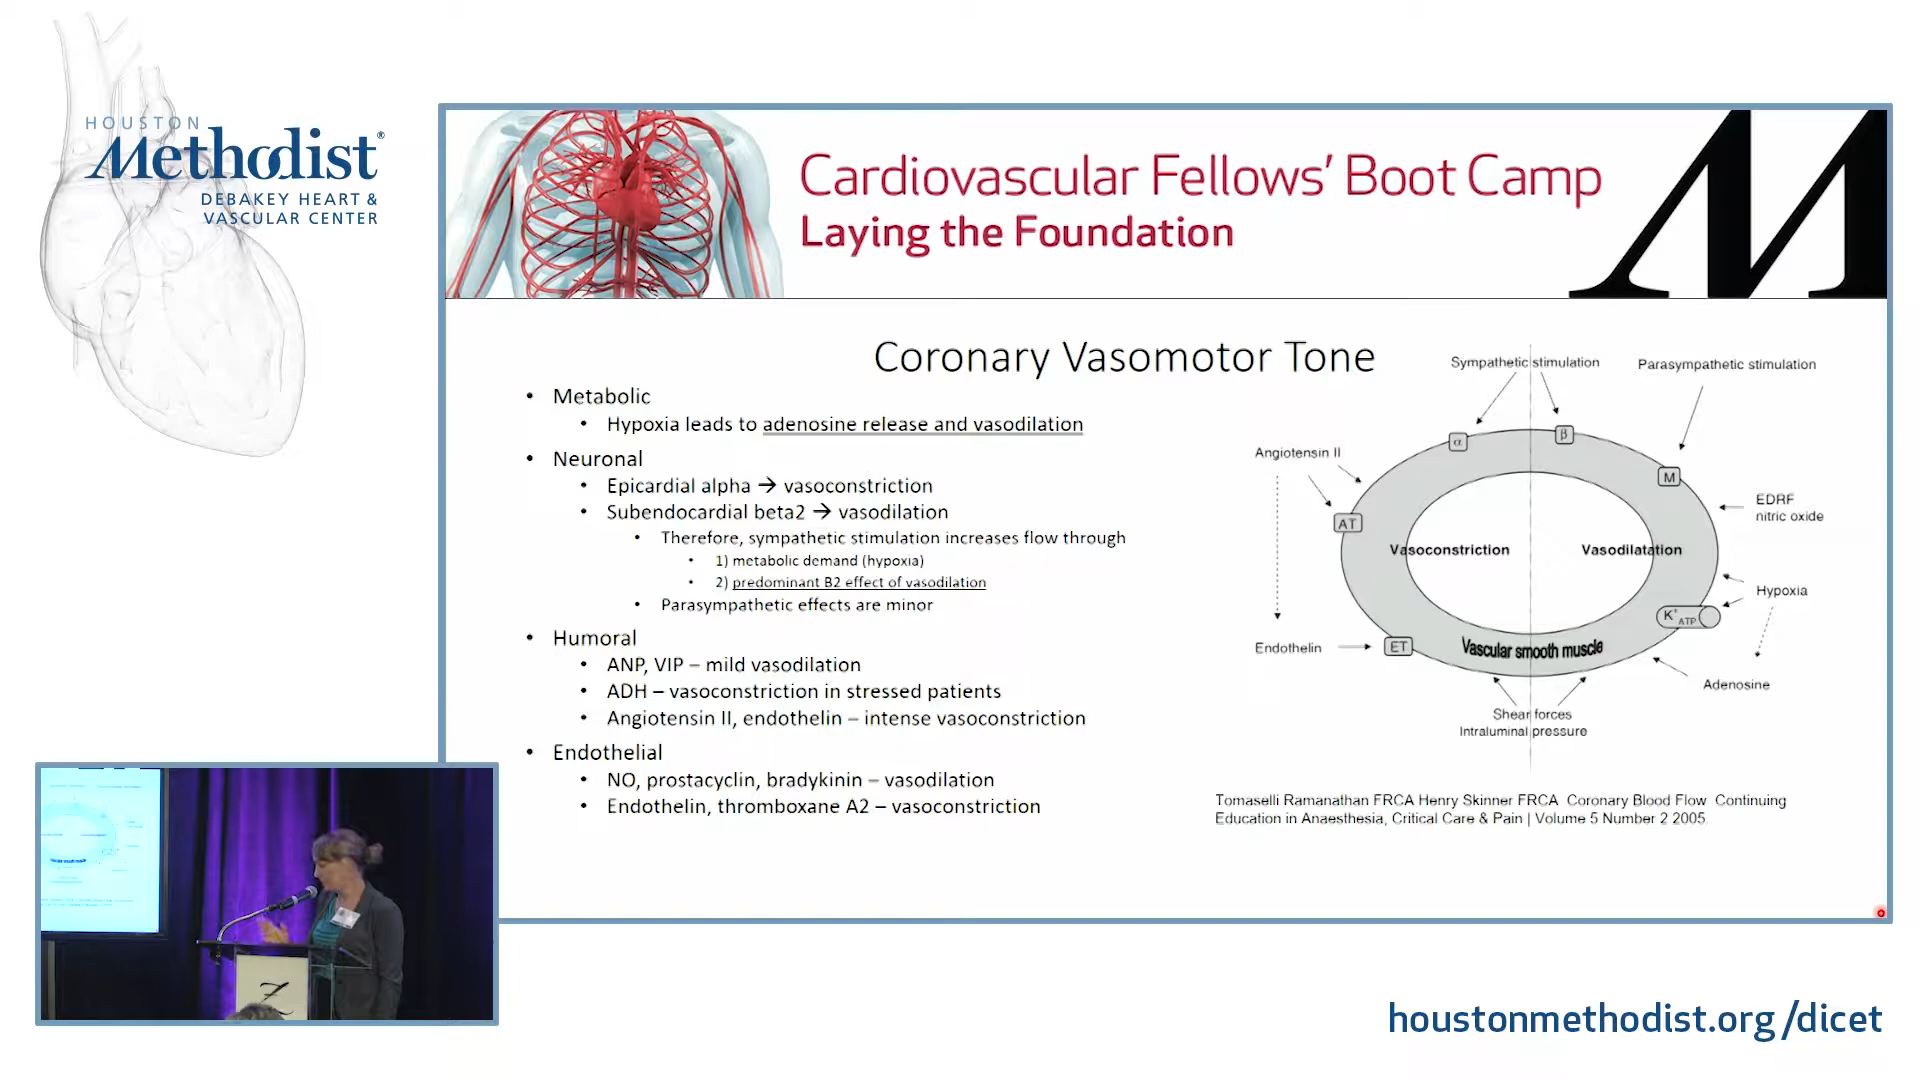 HOUSTON
Methodist®
DEBAKEY HEART &
VASCULAR CENTER
Cardiovascular Fellows’ Boot Camp
Laying the Foundation
M
Coronary Vasomotor Tone
• Metabolic
• Hypoxia leads to adenosine release and vasodilation
• Neuronal
• Epicardial alpha → vasoconstriction
• Subendocardial beta2 → vasodilation
• Therefore, sympathetic stimulation increases flow through
• 1) metabolic demand (hypoxia)
• 2) predominant B2 effect of vasodilation
• Parasympathetic effects are minor
• Humoral
• ANP, VIP – mild vasodilation
• ADH – vasoconstriction in stressed patients
• Angiotensin II, endothelin – intense vasoconstriction
• Endothelial
• NO, prostacyclin, bradykinin – vasodilation
• Endothelin, thromboxane A2 – vasoconstriction
Sympathetic stimulation
Parasympathetic stimulation
α
β
Angiotensin II
M
AT
EDRF
nitric oxide
Vasoconstriction
Vasodilatation
Hypoxia
K+ ATP
Endothelin
ET
Vascular smooth muscle
Adenosine
Shear forces
Intraluminal pressure
Tomaselli Ramanathan FRCA Henry Skinner FRCA Coronary Blood Flow Continuing
Education in Anaesthesia, Critical Care & Pain | Volume 5 Number 2 2005
houstonmethodist.org/dicet